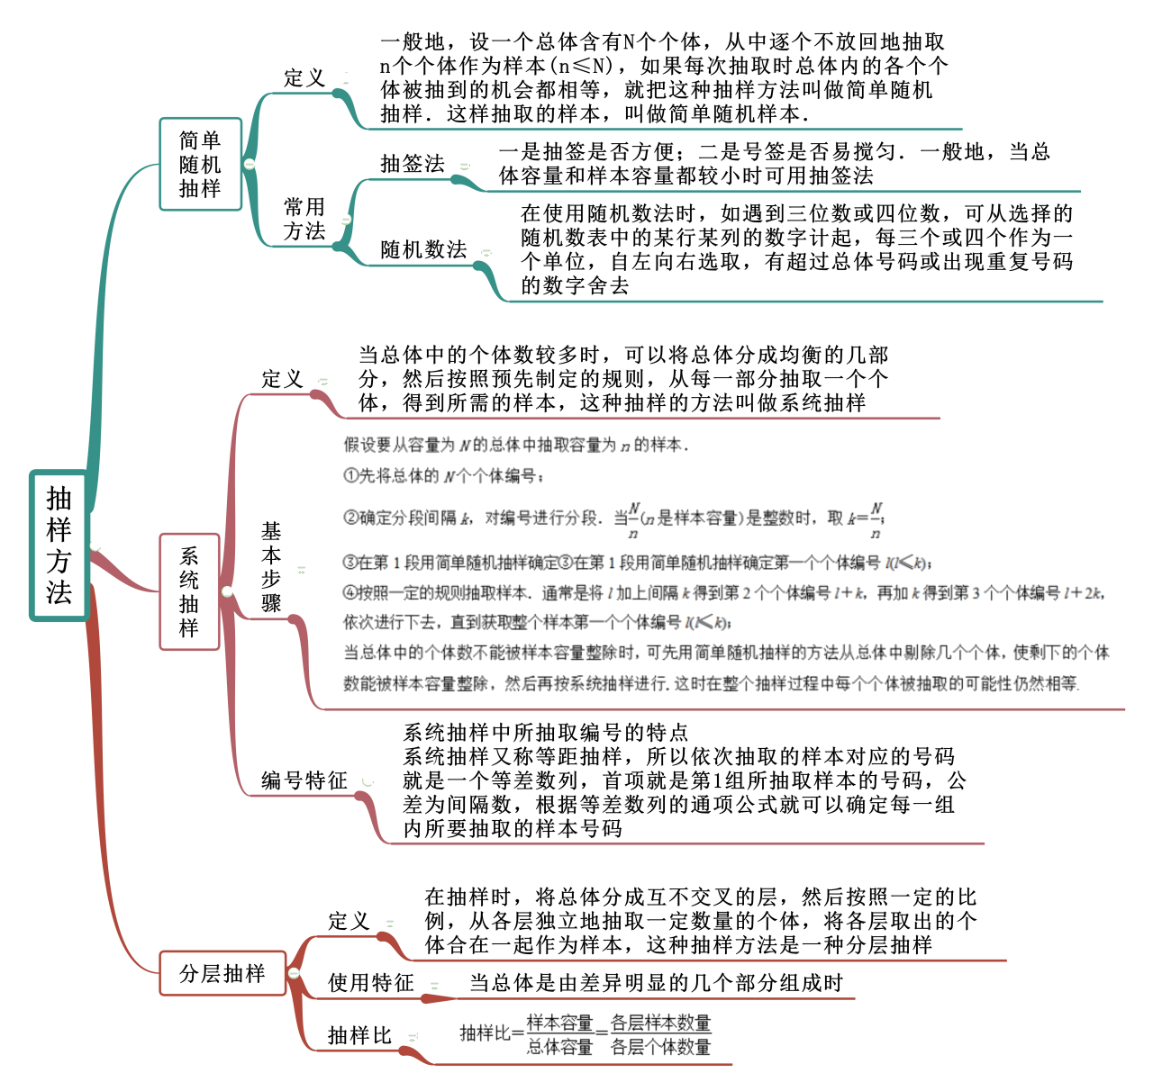 抽样方法
简单随机抽样
定义
一般地，设一个总体含有N个个体，从中逐个不放回地抽取
n个个体作为样本(n≤N)，如果每次抽取时总体内的各个个
体被抽到的机会都相等，就把这种抽样方法叫做简单随机
抽样．这样抽取的样本，叫做简单随机样本．
常用方法
抽签法
一是抽签是否方便；二是号签是否易搅匀．一般地，当总
体容量和样本容量都较小时可用抽签法
随机数法
在使用随机数法时，如遇到三位数或四位数，可从选择的
随机数表中的某行某列的数字计起，每三个或四个作为一
个单位，自左向右选取，有超过总体号码或出现重复号码
的数字舍去
系统抽样
定义
当总体中的个体数较多时，可以将总体分成均衡的几部
分，然后按照预先制定的规则，从每一部分抽取一个个
体，得到所需的样本，这种抽样的方法叫做系统抽样
基本步骤
假设要从容量为 N 的总体中抽取容量为 n 的样本．
①先将总体的 N 个个体编号；
②确定分段间隔 k，对编号进行分段．当N/n(n 是样本容量)是整数时，取 k=N/n；
③在第 1 段用简单随机抽样确定③在第 1 段用简单随机抽样确定第一个个体编号 l(l≤k)；
④按照一定的规则抽取样本．通常是将 l 加上间隔 k 得到第 2 个个体编号 l+k，再加 k 得到第 3 个个体编号 l+2k，
依次进行下去，直到获取整个样本第一个个体编号 l(l≤k)；
当总体中的个体数不能被样本容量整除时，可先用简单随机抽样的方法从总体中剔除几个个体，使剩下的个体
数能被样本容量整除，然后再按系统抽样进行．这时在整个抽样过程中每个个体被抽取的可能性仍然相等．
编号特征
系统抽样中所抽取编号的特点
系统抽样又称等距抽样，所以依次抽取的样本对应的号码
就是一个等差数列，首项就是第1组所抽取样本的号码，公
差为间隔数，根据等差数列的通项公式就可以确定每一组
内所要抽取的样本号码
分层抽样
定义
在抽样时，将总体分成互不交叉的层，然后按照一定的比
例，从各层独立地抽取一定数量的个体，将各层取出的个
体合在一起作为样本，这种抽样方法是一种分层抽样
使用特征
当总体是由差异明显的几个部分组成时
抽样比
抽样比=样本容量/总体容量=各层样本数量/各层个体数量